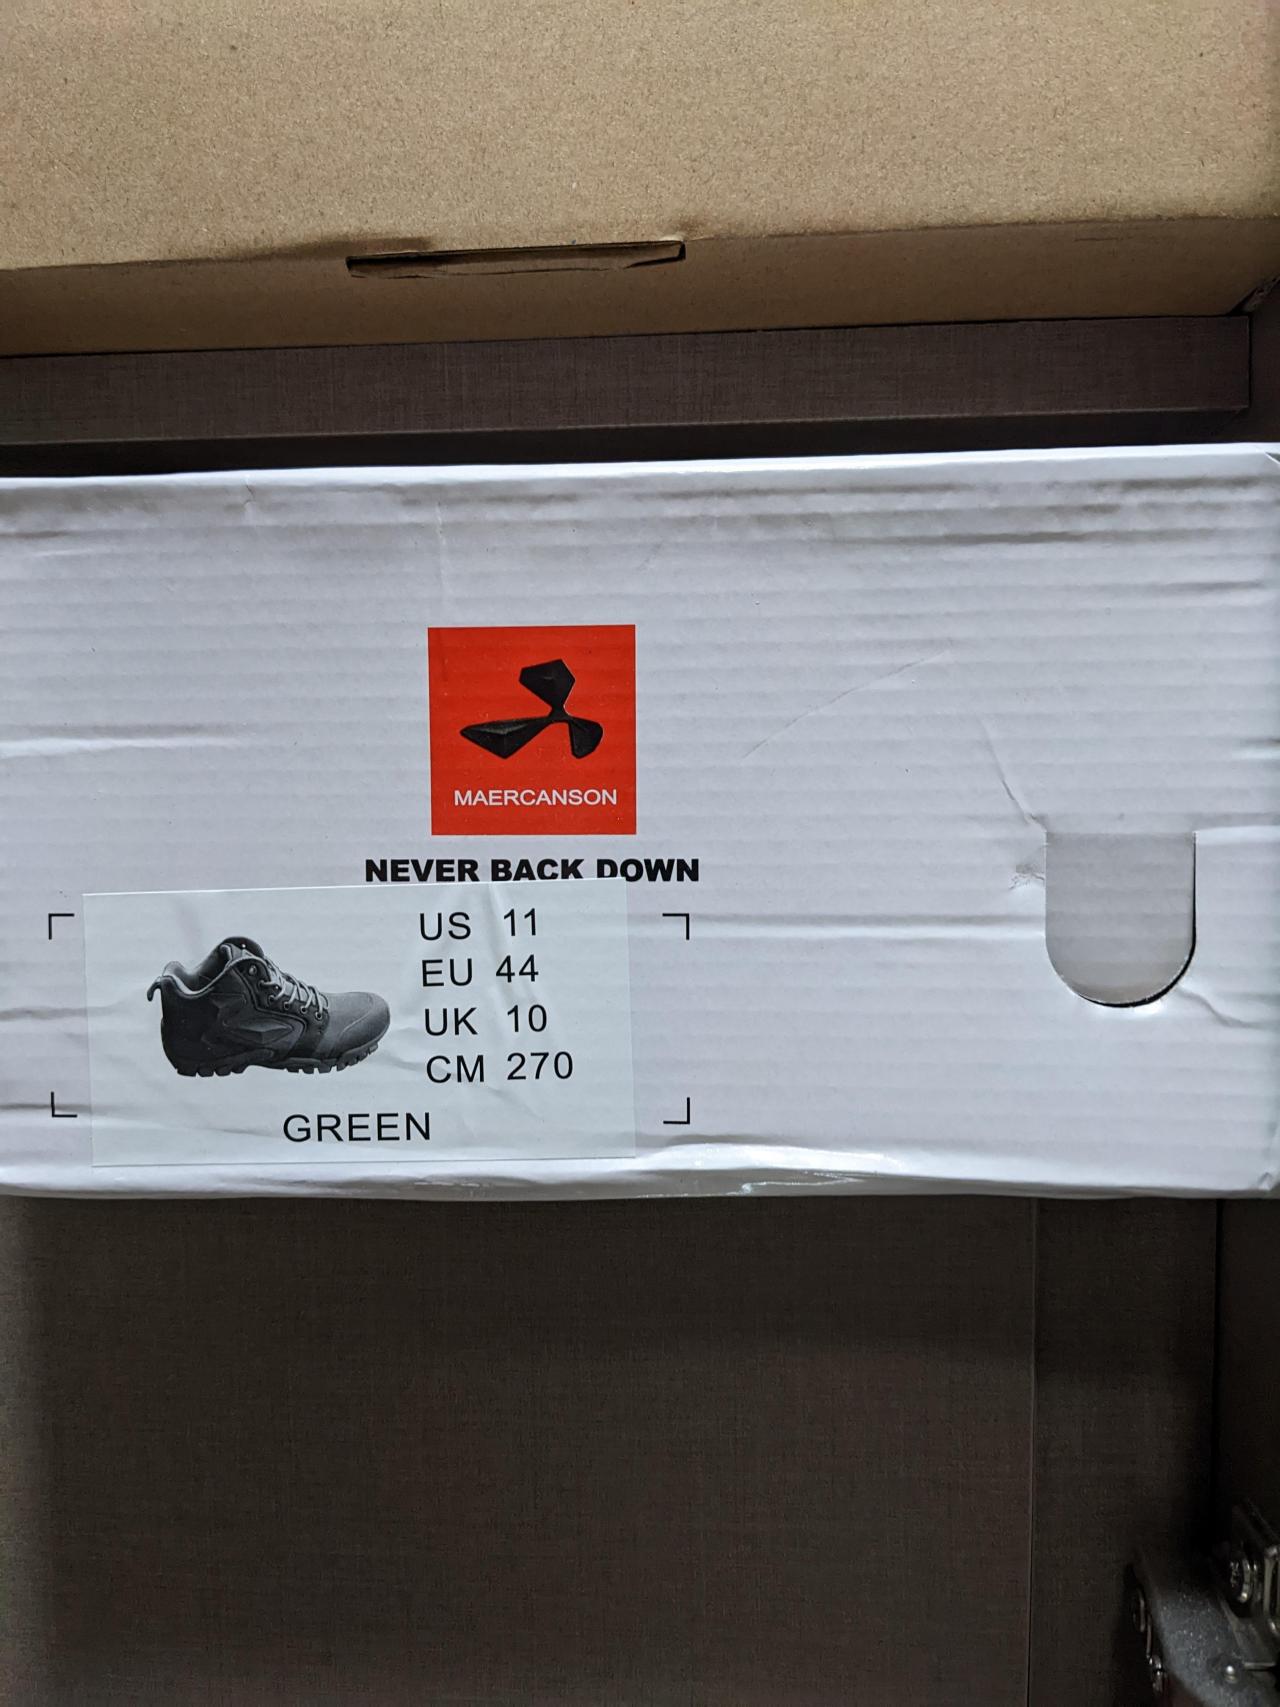 MAERCANSON
NEVER BACK DOWN
US 11
EU 44
UK 10
CM 270
GREEN